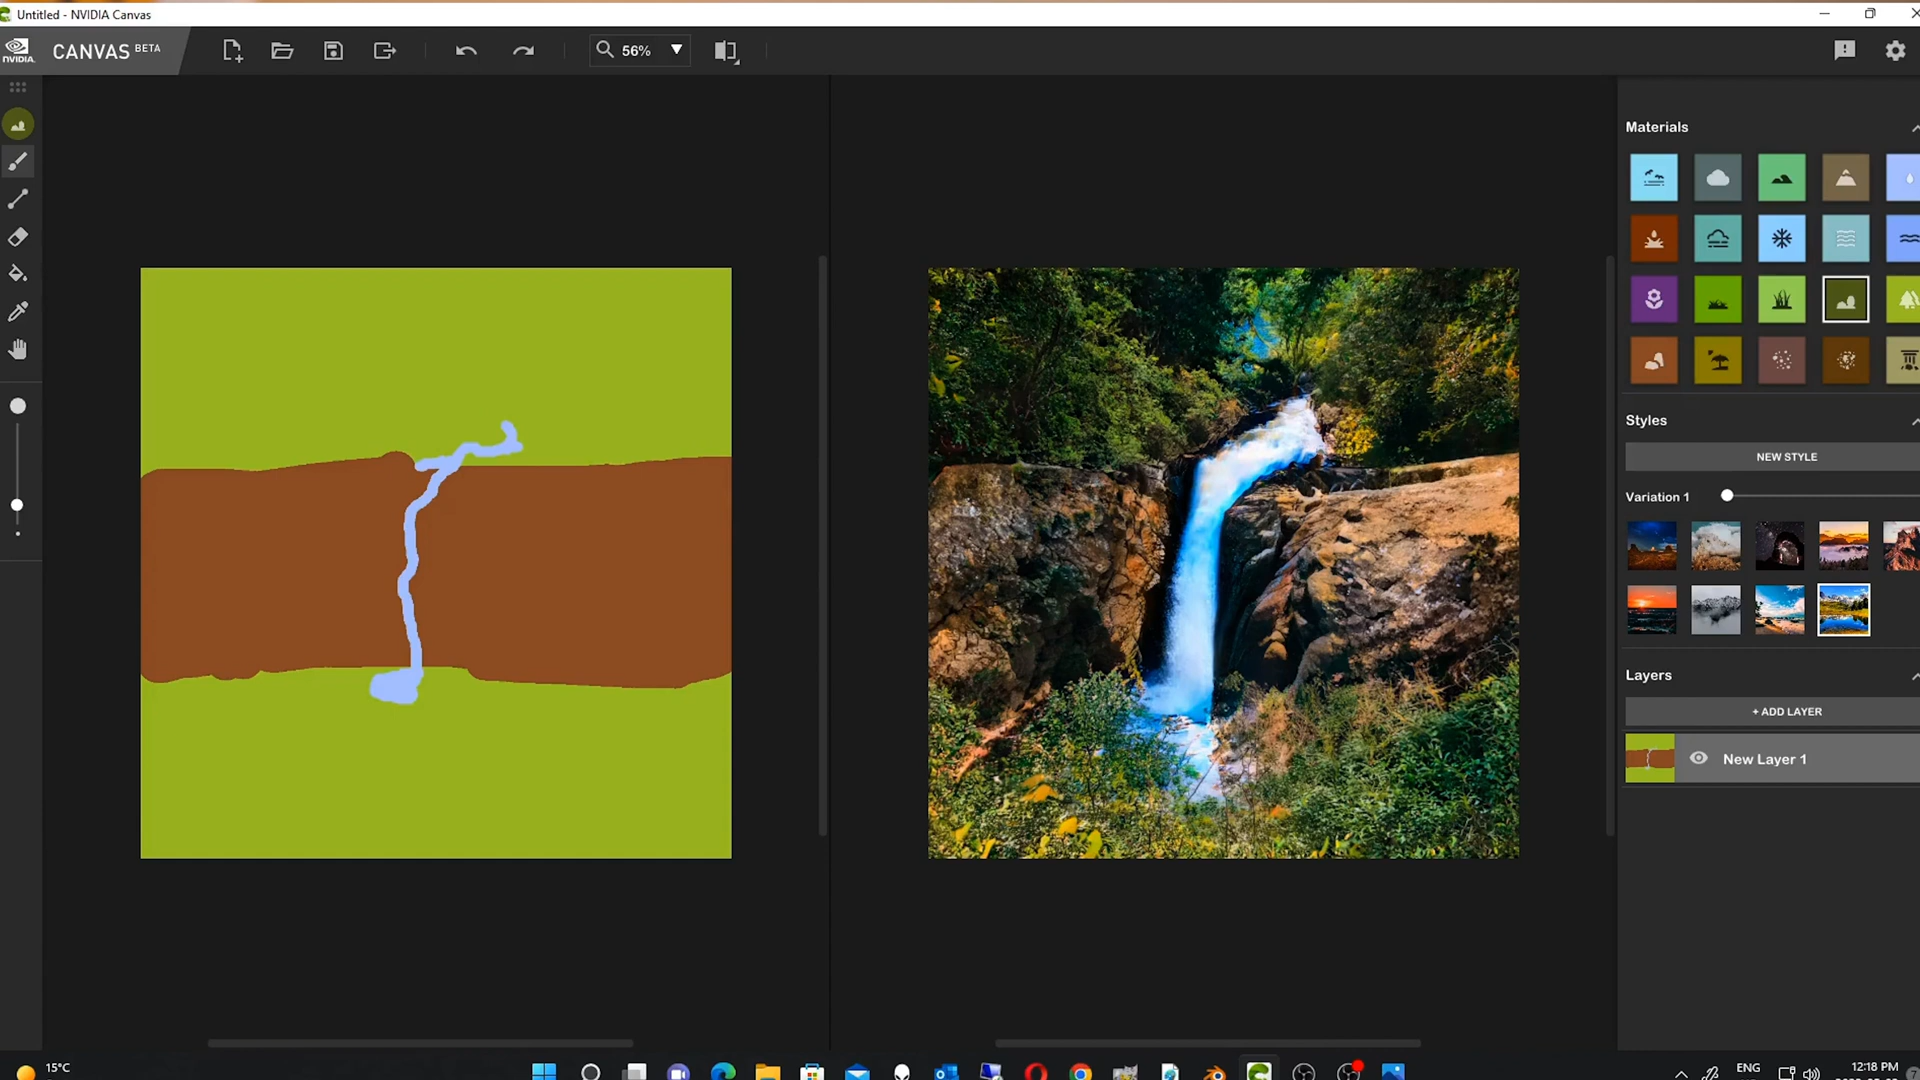 Untitled - NVIDIA Canvas
NVIDIA.
CANVAS BETA
56%
Materials
Styles
NEW STYLE
Variation 1
Layers
+ ADD LAYER
New Layer 1
15°C
ENG
12:18 PM
7